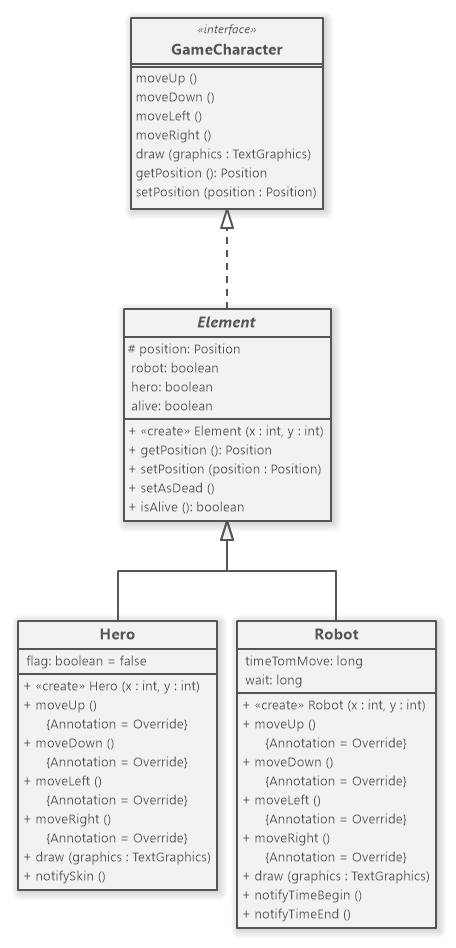 «interface»
GameCharacter
moveUp ()
moveDown ()
moveLeft ()
moveRight ()
draw (graphics : TextGraphics)
getPosition (): Position
setPosition (position : Position)
Element
# position: Position
robot: boolean
hero: boolean
alive: boolean
+ «create» Element (x : int, y : int)
+ getPosition (): Position
+ setPosition (position : Position)
+ setAsDead ()
+ isAlive (): boolean
Hero
flag: boolean = false
+ «create» Hero (x : int, y : int)
+ moveUp ()
{Annotation = Override}
+ moveDown ()
{Annotation = Override}
+ moveLeft ()
{Annotation = Override}
+ moveRight ()
{Annotation = Override}
+ draw (graphics : TextGraphics)
+ notifySkin ()
Robot
timeTomMove: long
wait: long
+ «create» Robot (x : int, y : int)
+ moveUp ()
{Annotation = Override}
+ moveDown ()
{Annotation = Override}
+ moveLeft ()
{Annotation = Override}
+ moveRight ()
{Annotation = Override}
+ draw (graphics : TextGraphics)
+ notifyTimeBegin ()
+ notifyTimeEnd ()